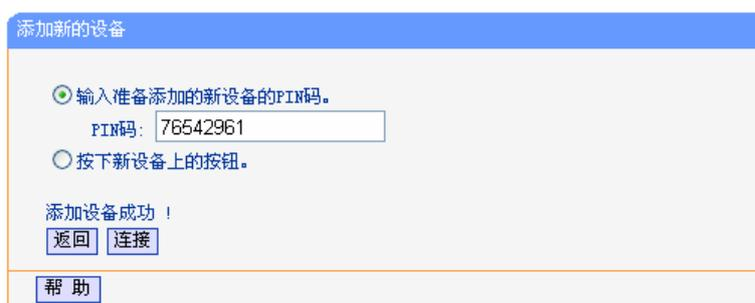 添加新的设备
输入准备添加的新设备的PIN码。
PIN码: 76542961
按下新设备上的按钮。
添加设备成功 !
返回 连接
帮 助